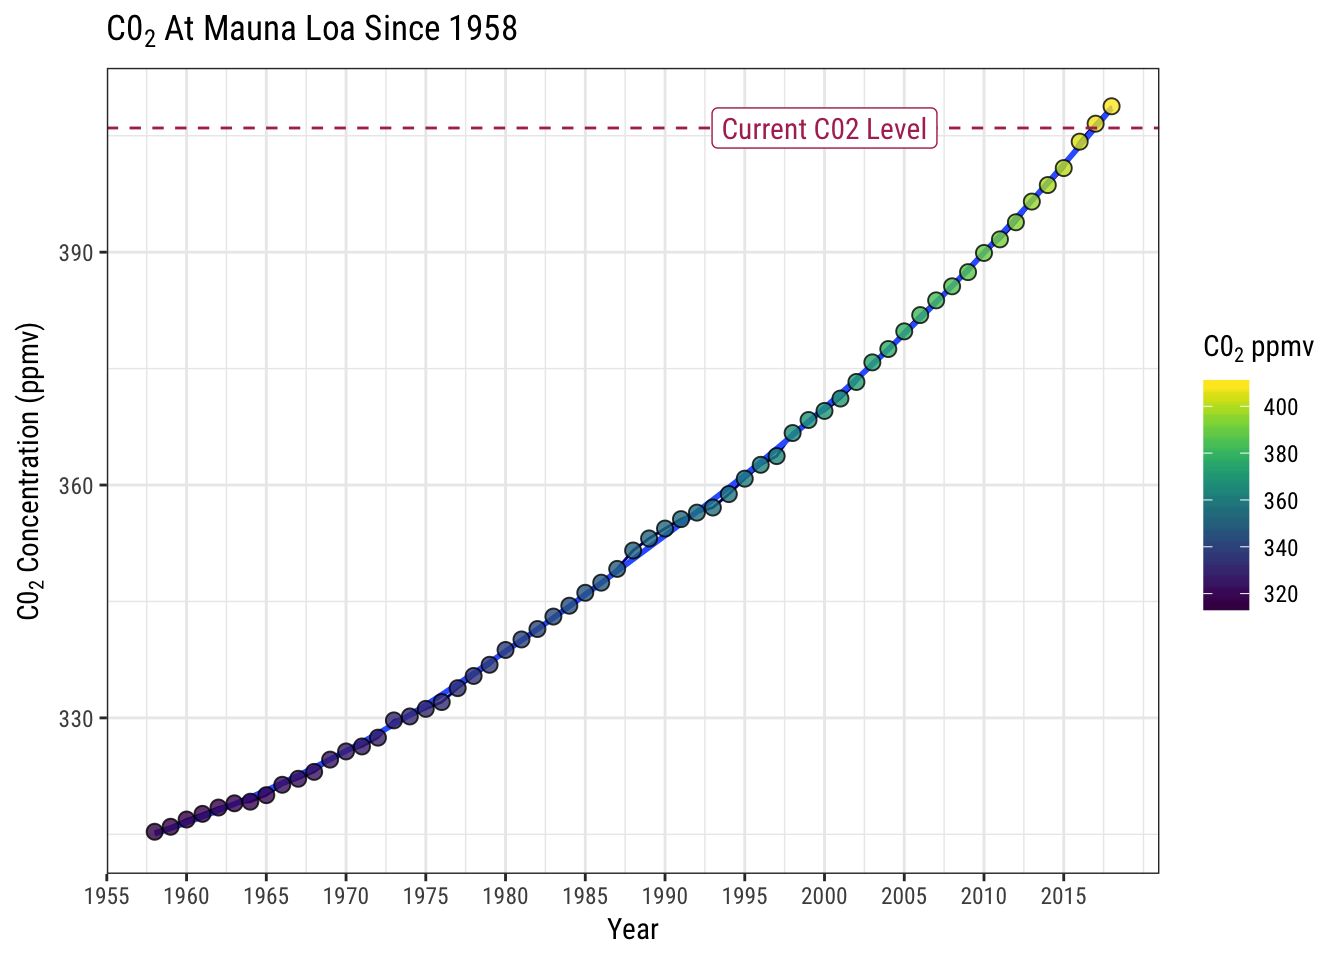 C0₂ At Mauna Loa Since 1958
Current C02 Level
390
360
330
C0₂ Concentration (ppmv)
1955 1960 1965 1970 1975 1980 1985 1990 1995 2000 2005 2010 2015
Year
C0₂ ppmv
400
380
360
340
320